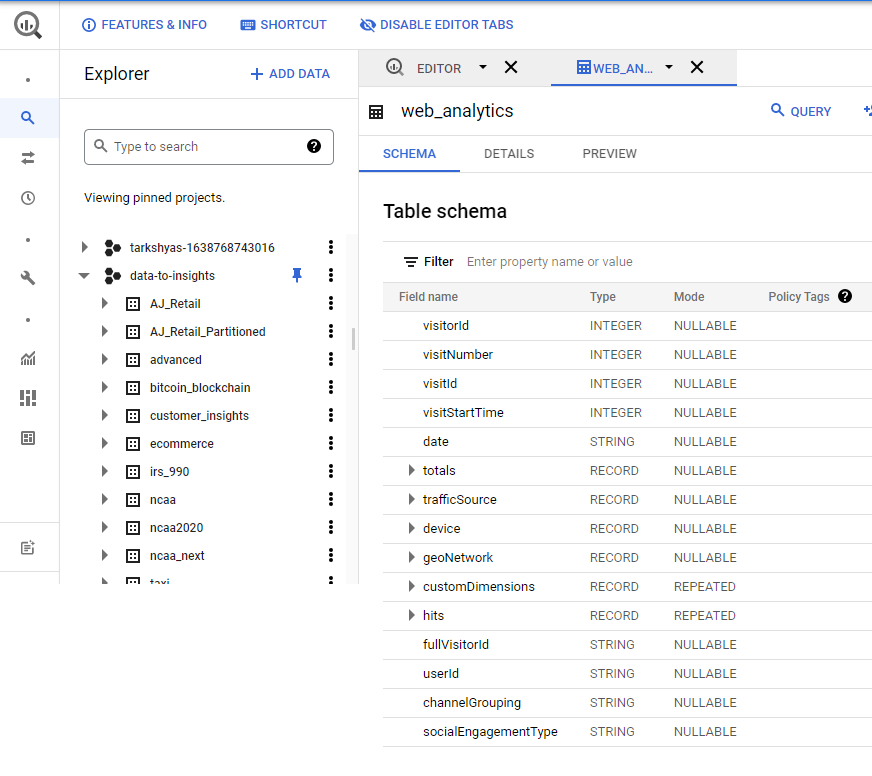 FEATURES & INFO SHORTCUT DISABLE EDITOR TABS
Explorer
ADD DATA
Type to search
Viewing pinned projects.
tarkshyas-1638768743016
data-to-insights
AJ_Retail
AJ_Retail_Partitioned
advanced
bitcoin_blockchain
customer_insights
ecommerce
irs_990
ncaa
ncaa2020
ncaa_next
taxi
EDITOR
WEB_AN...
web_analytics
QUERY
SCHEMA DETAILS PREVIEW
Table schema
Filter Enter property name or value
Field name Type Mode Policy Tags
visitorId INTEGER NULLABLE
visitNumber INTEGER NULLABLE
visitId INTEGER NULLABLE
visitStartTime INTEGER NULLABLE
date STRING NULLABLE
totals RECORD NULLABLE
trafficSource RECORD NULLABLE
device RECORD NULLABLE
geoNetwork RECORD NULLABLE
customDimensions RECORD REPEATED
hits RECORD REPEATED
fullVisitorId STRING NULLABLE
userId STRING NULLABLE
channelGrouping STRING NULLABLE
socialEngagementType STRING NULLABLE